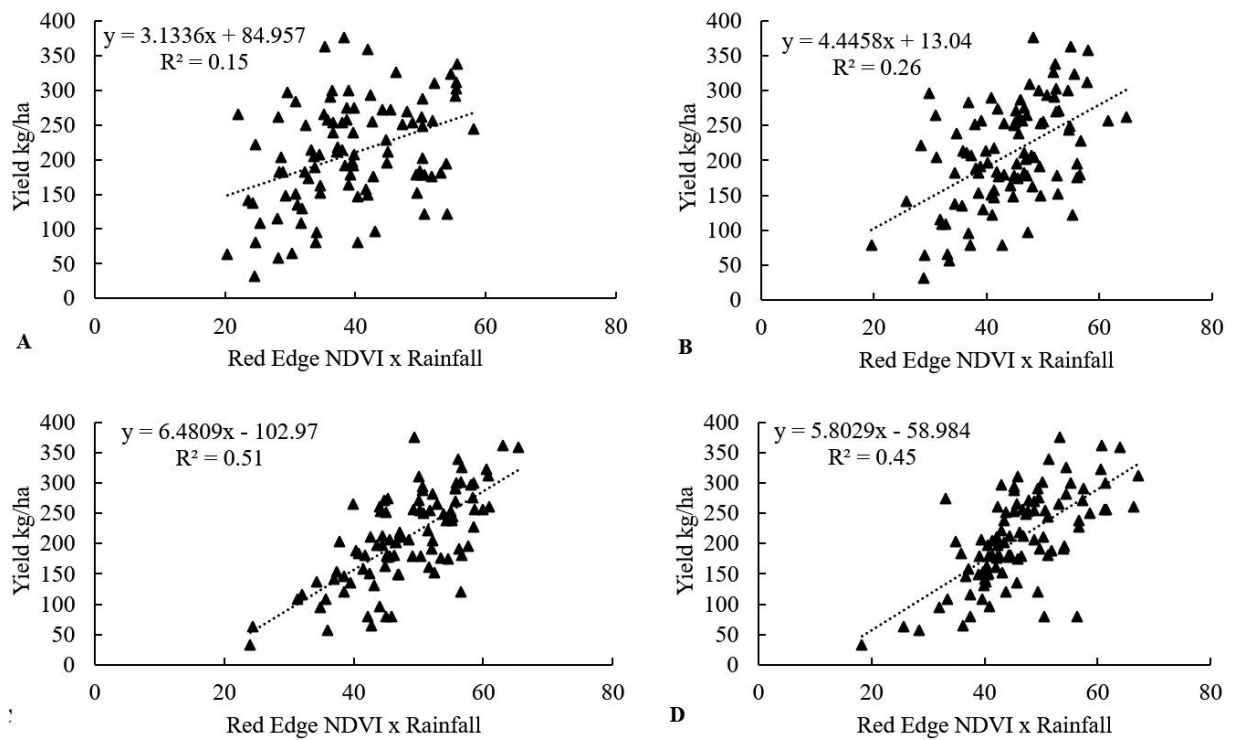 y = 3.1336x + 84.957
R² = 0.15
400
350
300
250
200
150
100
50
0
Yield kg/ha
0 20 40 60 80
Red Edge NDVI x Rainfall
A
y = 4.4458x + 13.04
R² = 0.26
400
350
300
250
200
150
100
50
0
Yield kg/ha
0 20 40 60 80
Red Edge NDVI x Rainfall
B
y = 6.4809x - 102.97
R² = 0.51
400
350
300
250
200
150
100
50
0
Yield kg/ha
0 20 40 60 80
Red Edge NDVI x Rainfall
y = 5.8029x - 58.984
R² = 0.45
400
350
300
250
200
150
100
50
0
Yield kg/ha
0 20 40 60 80
Red Edge NDVI x Rainfall
D